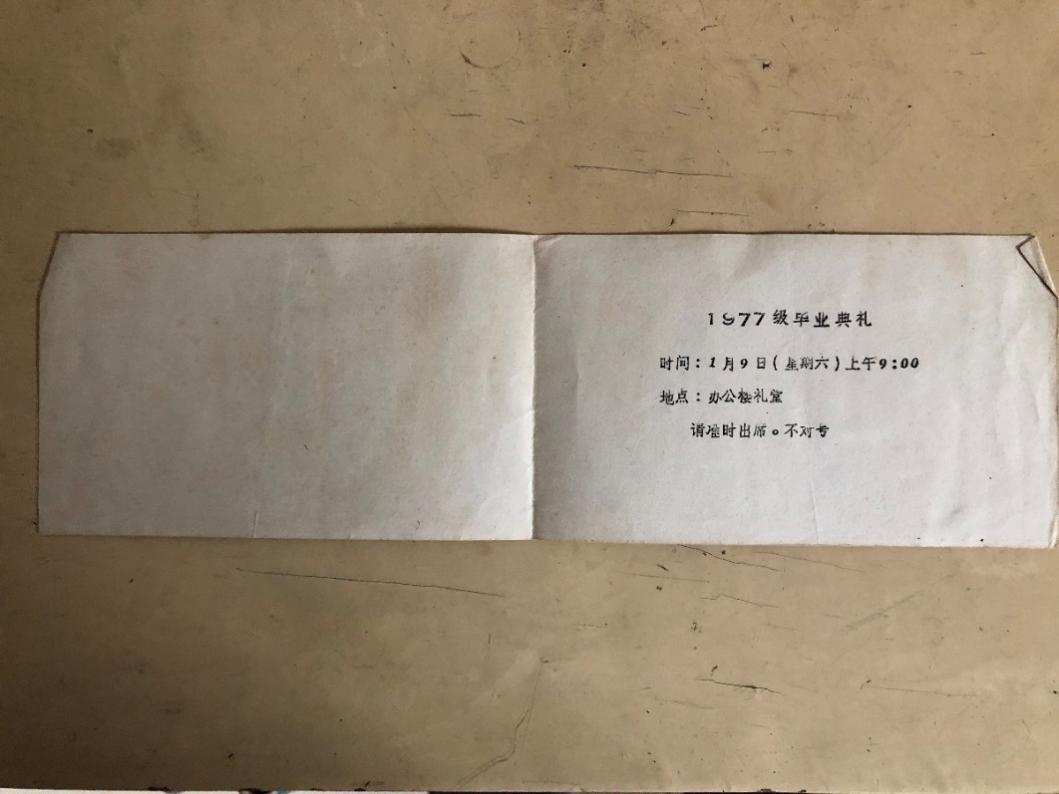 1977级毕业典礼
时间：1月9日（星期六）上午9:00
地点：办公楼礼堂
请准时出席。不对号